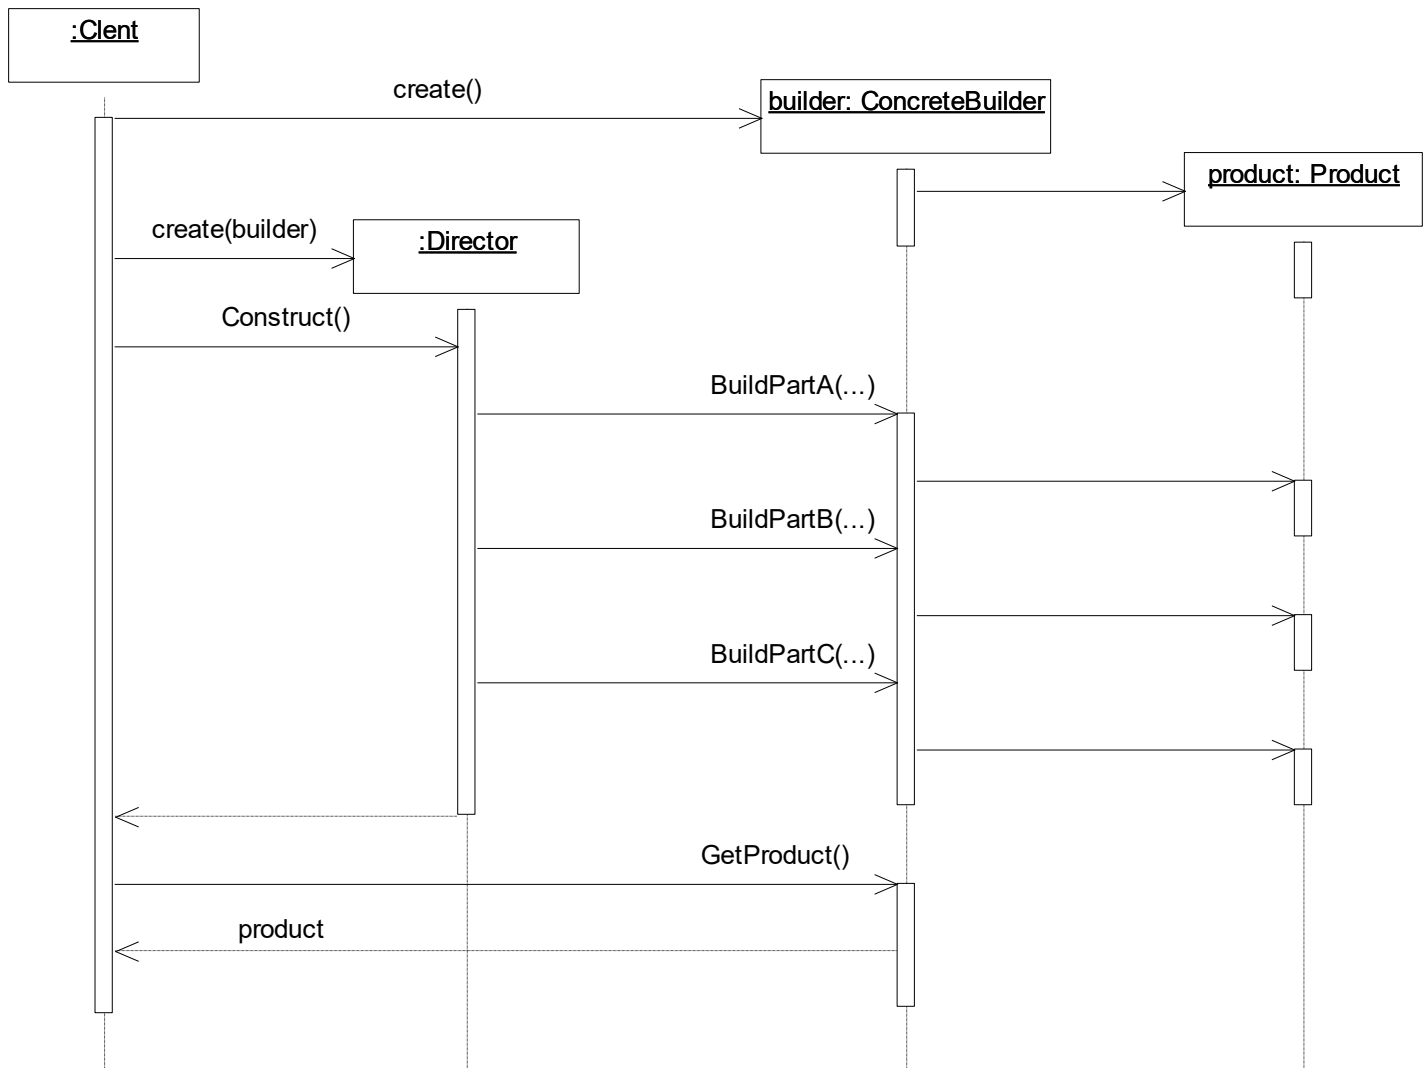 :Clent
create()
builder: ConcreteBuilder
product: Product
create(builder)
:Director
Construct()
BuildPartA(...)
BuildPartB(...)
BuildPartC(...)
GetProduct()
product